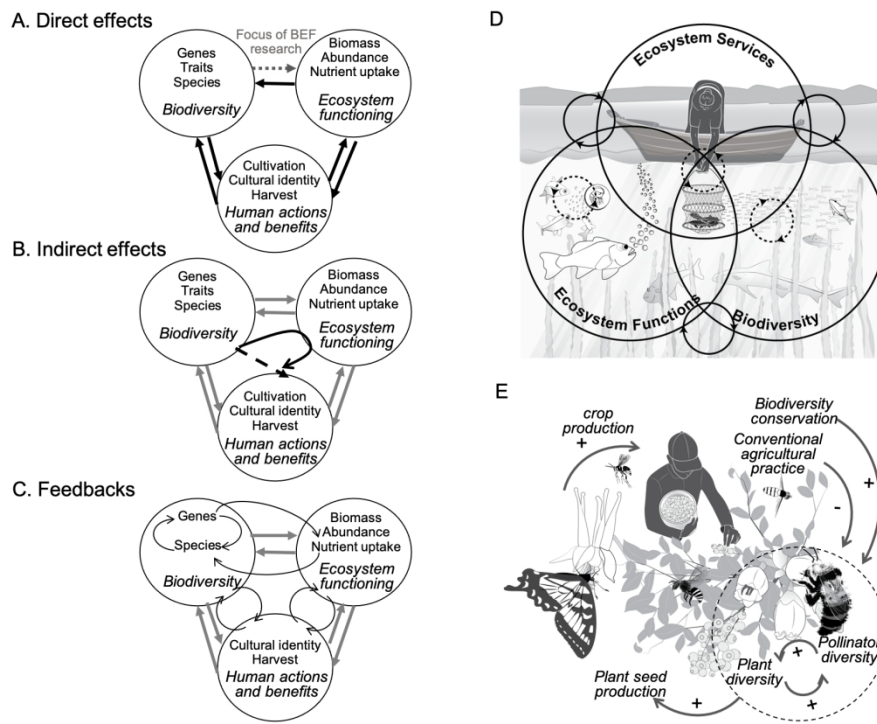 A. Direct effects
Genes
Traits
Species
Biodiversity
Focus of BEF
research
Biomass
Abundance
Nutrient uptake
Ecosystem
functioning
Cultivation
Cultural identity
Harvest
Human actions
and benefits
B. Indirect effects
Genes
Traits
Species
Biodiversity
Biomass
Abundance
Nutrient uptake
Ecosystem
functioning
Cultivation
Cultural identity
Harvest
Human actions
and benefits
C. Feedbacks
Genes
Species
Biodiversity
Biomass
Abundance
Nutrient uptake
Ecosystem
functioning
Cultural identity
Harvest
Human actions
and benefits
D
Ecosystem Services
Ecosystem Functions
Biodiversity
E
crop
production
+
Biodiversity
conservation
Conventional
agricultural
practice
+
-
Pollinator
diversity
+
Plant
diversity
+
Plant seed
production
+